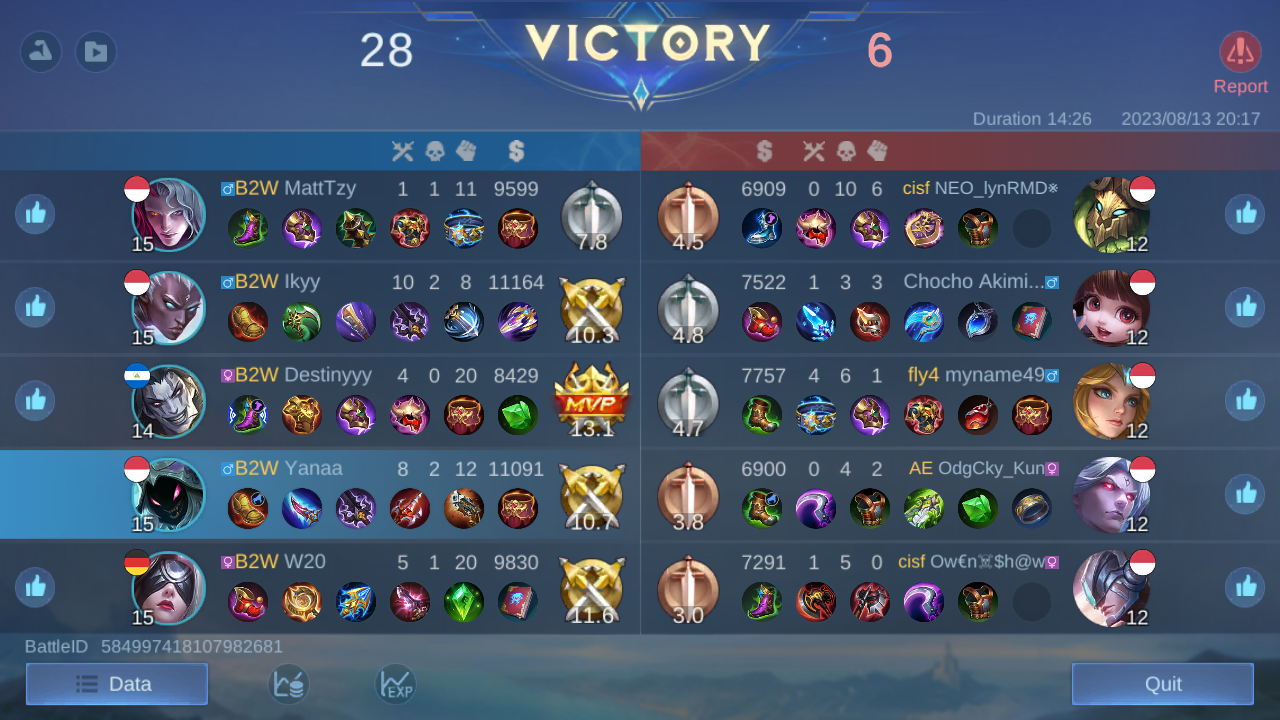 28 VICTORY 6
Report
Duration 14:26 2023/08/13 20:17
15 B2W MattTzy 1 1 11 9599 7.8
6909 0 10 6 cisf NEO_lynRMD※ 4.5 12
15 B2W Ikyy 10 2 8 11164 10.3
7522 1 3 3 Chocho Akimi... 4.8 12
14 B2W Destinyyy 4 0 20 8429 MVP 13.1
7757 4 6 1 fly4 myname49 4.7 12
15 B2W Yanaa 8 2 12 11091 10.7
6900 0 4 2 AE OdgCky_Kun 3.8 12
15 B2W W20 5 1 20 9830 11.6
7291 1 5 0 cisf Ow€n☠$h@w 3.0 12
BattleID 584997418107982681
Data
EXP
Quit